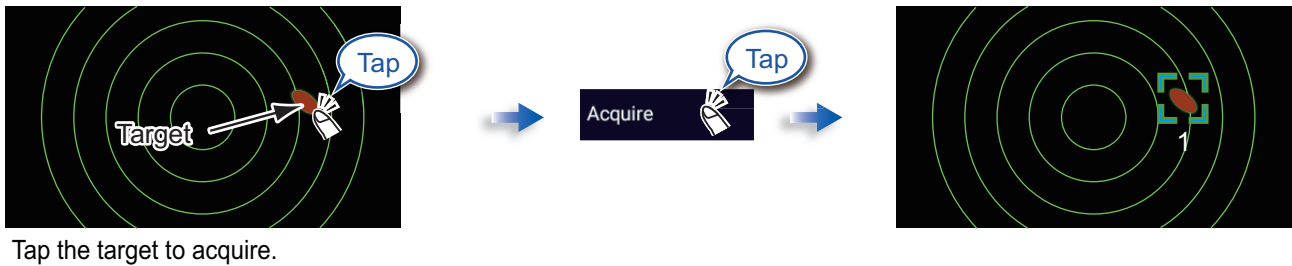 Tap
Target
Tap
Acquire
1
Tap the target to acquire.